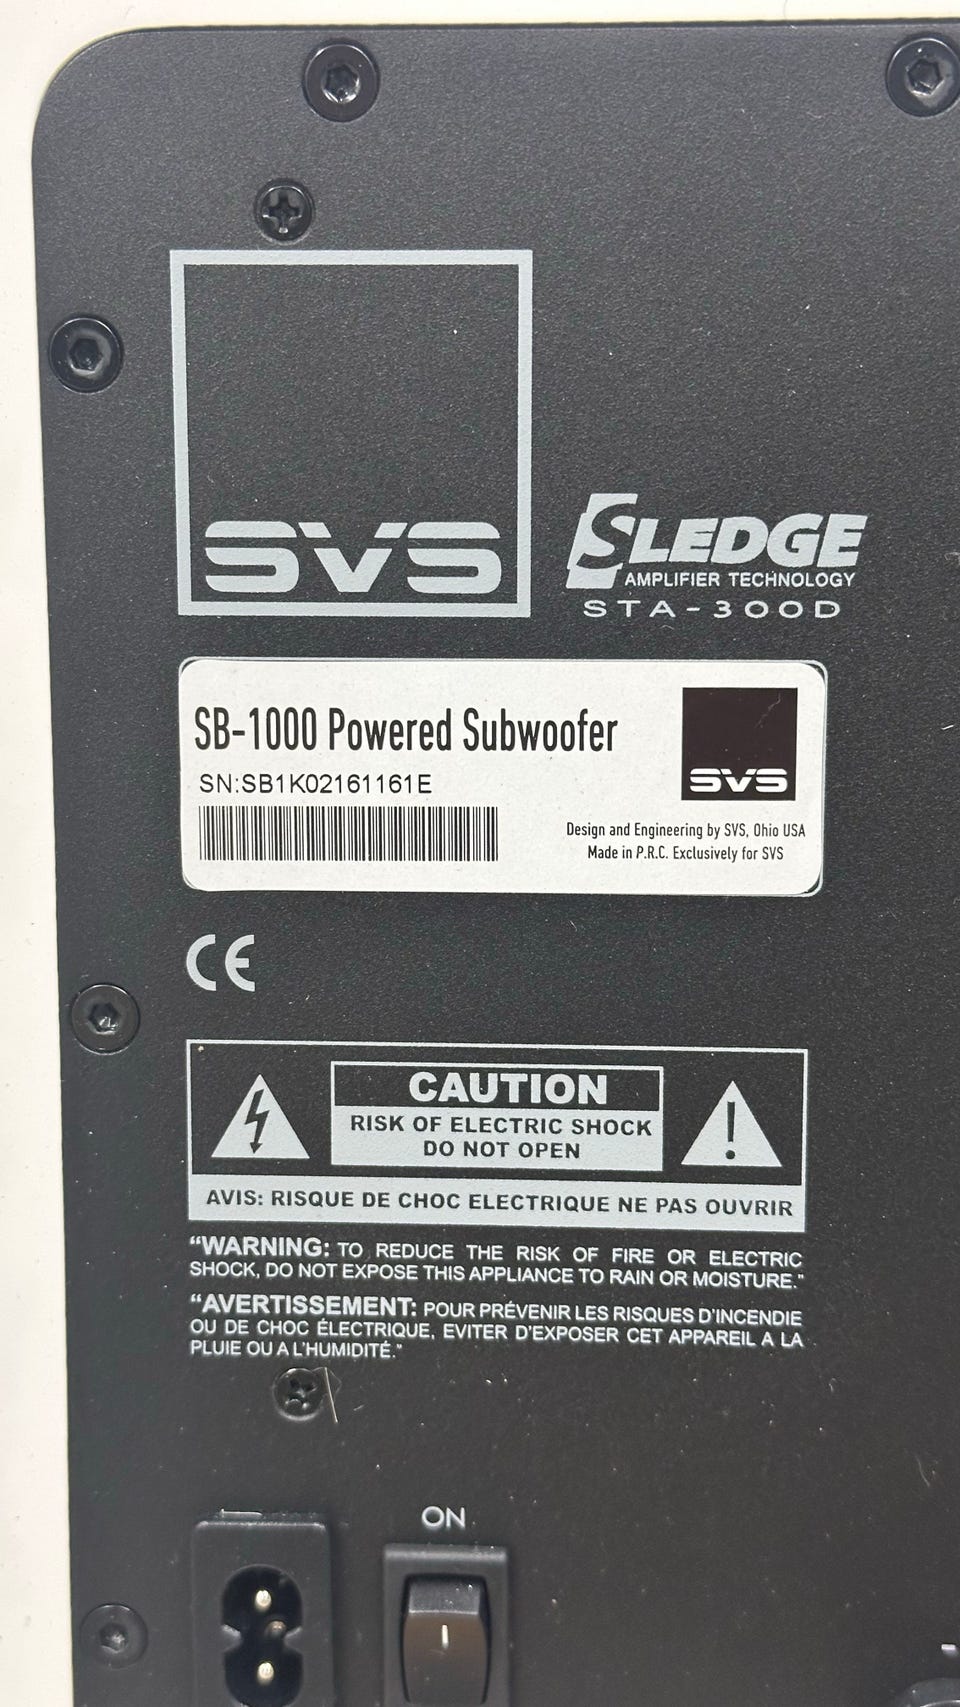 SVS
SLEDGE
AMPLIFIER TECHNOLOGY
STA-300D
SB-1000 Powered Subwoofer
SN:SB1K02161161E
SVS
Design and Engineering by SVS, Ohio USA
Made in P.R.C. Exclusively for SVS
CE
CAUTION
RISK OF ELECTRIC SHOCK
DO NOT OPEN
AVIS: RISQUE DE CHOC ELECTRIQUE NE PAS OUVRIR
“WARNING: TO REDUCE THE RISK OF FIRE OR ELECTRIC
SHOCK, DO NOT EXPOSE THIS APPLIANCE TO RAIN OR MOISTURE.”
“AVERTISSEMENT: POUR PRÉVENIR LES RISQUES D’INCENDIE
OU DE CHOC ÉLECTRIQUE, EVITER D’EXPOSER CET APPAREIL A LA
PLUIE OU A L’HUMIDITÉ.”
ON